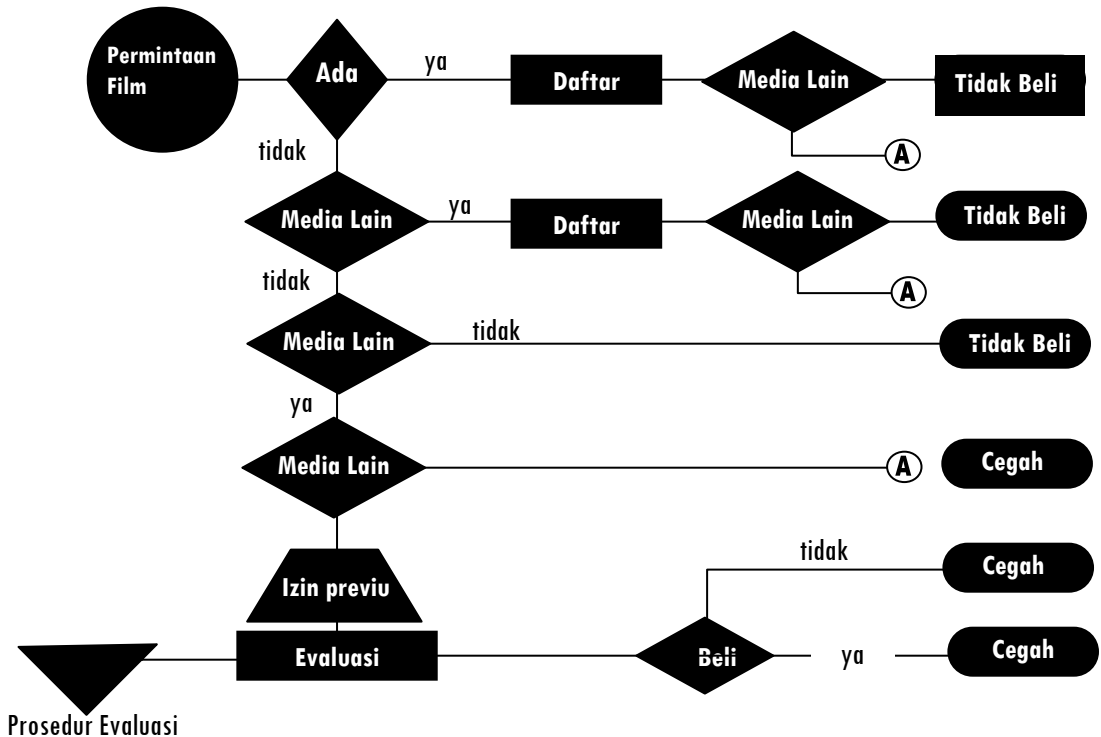 Permintaan
Film
Ada
ya
Daftar
Media Lain
Tidak Beli
A
tidak
Media Lain
ya
Daftar
Media Lain
Tidak Beli
A
tidak
Media Lain
tidak
Tidak Beli
ya
Media Lain
A
Cegah
Izin previu
tidak
Cegah
Evaluasi
Beli
ya
Cegah
Prosedur Evaluasi